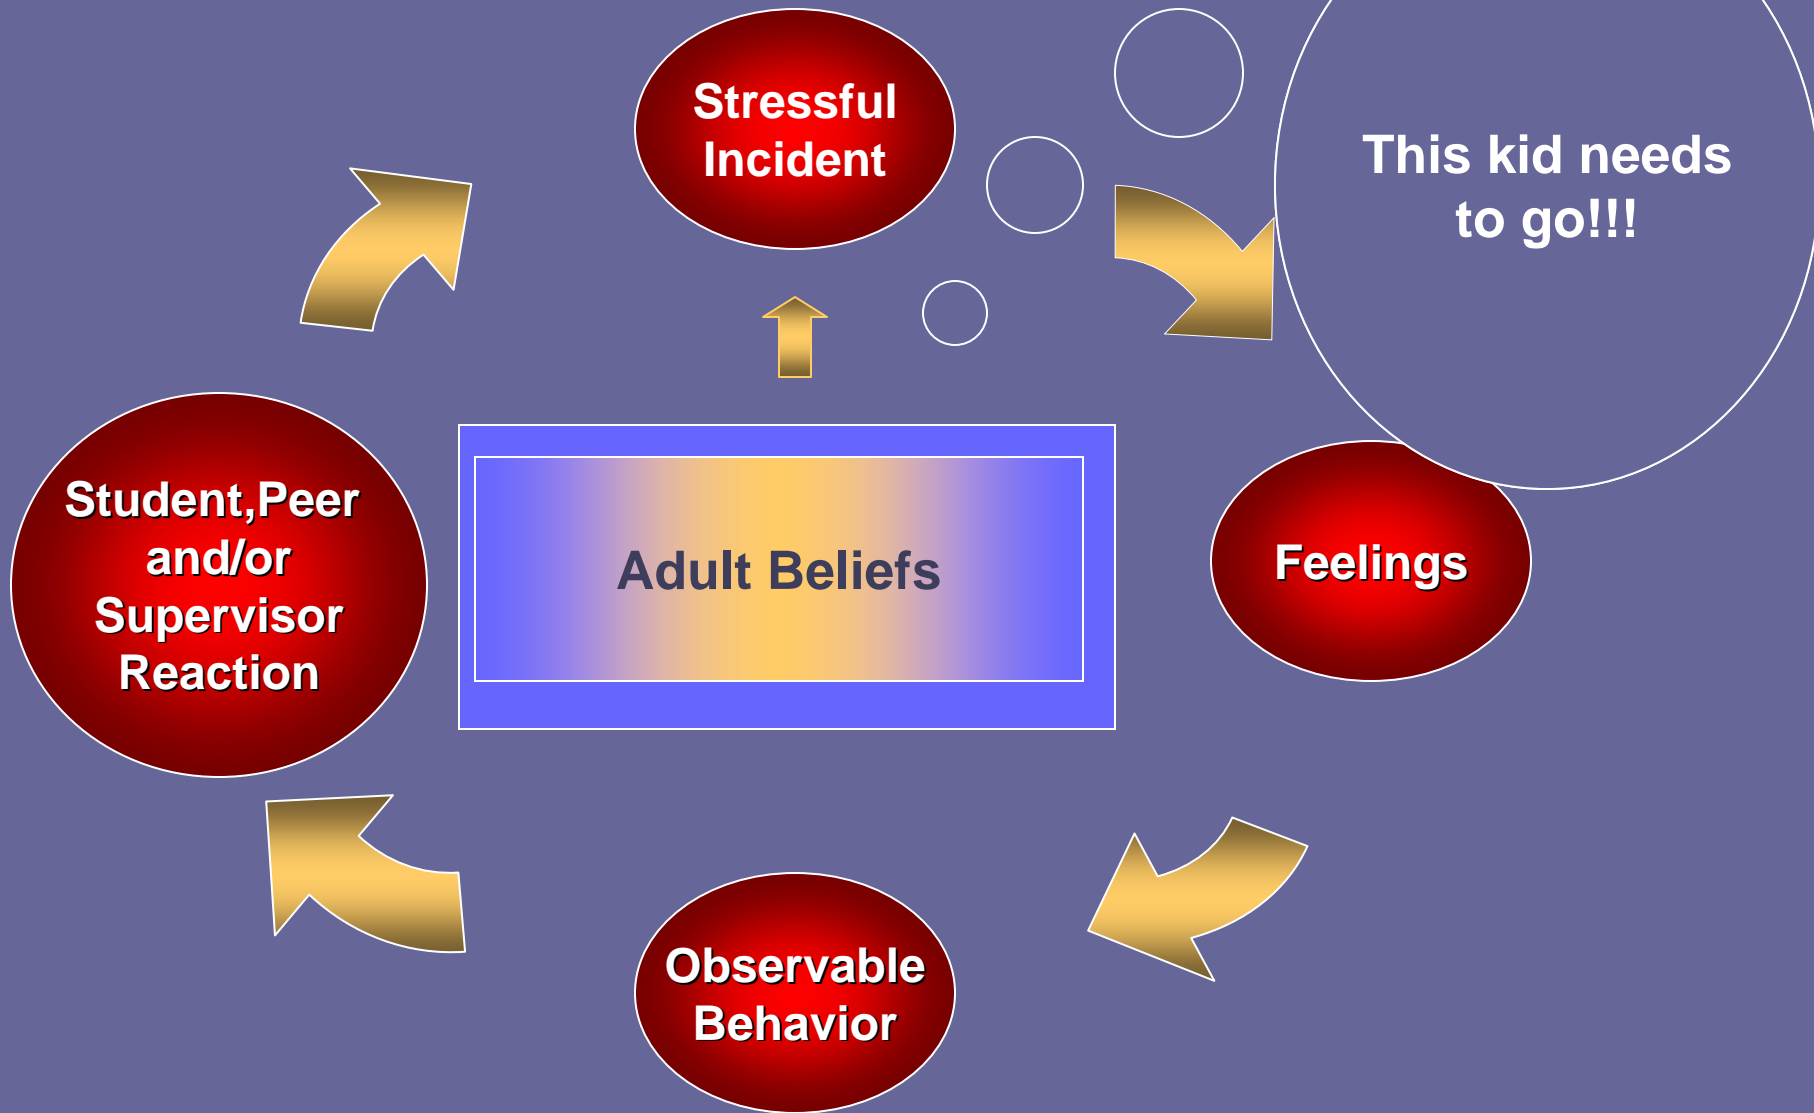 Stressful
Incident
This kid needs
to go!!!
Student,Peer
and/or
Supervisor
Reaction
Adult Beliefs
Feelings
Observable
Behavior